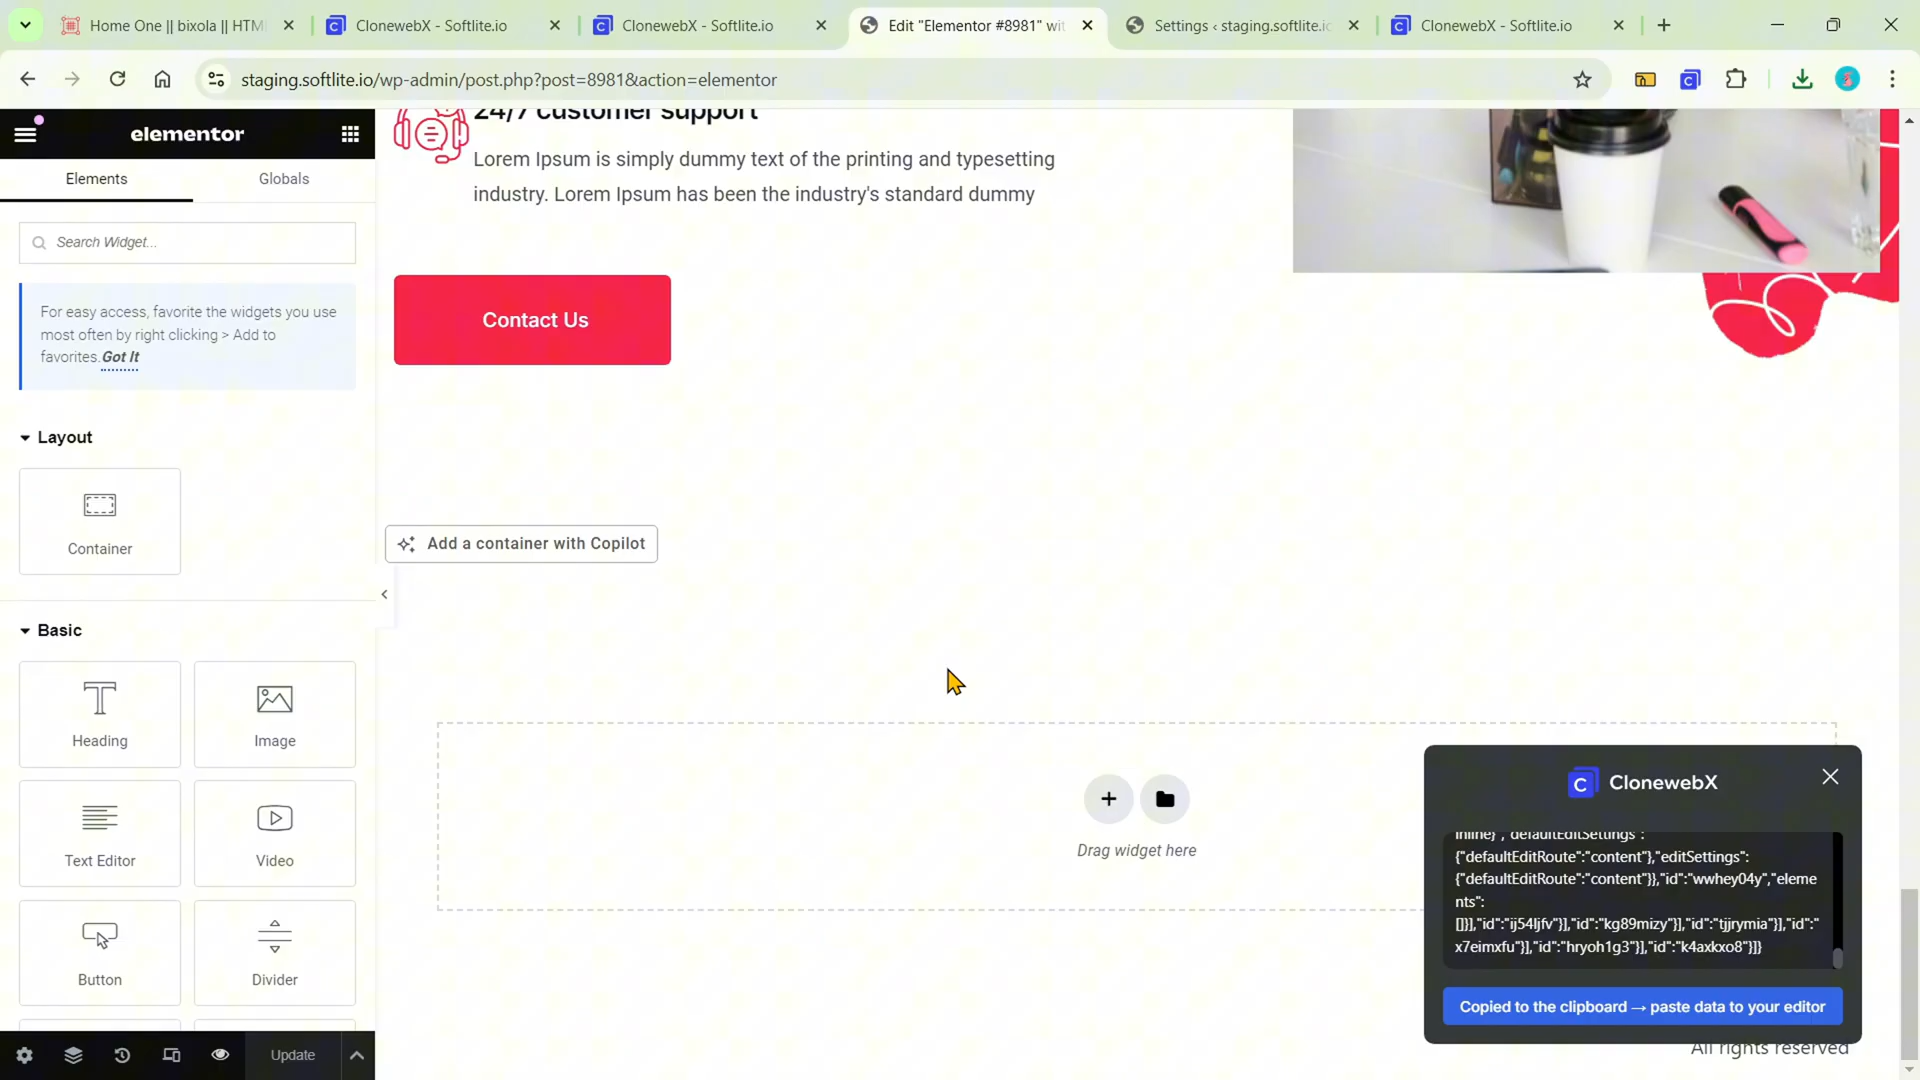 Home One || bixola || HTM
ClonewebX - Softlite.io
ClonewebX - Softlite.io
Edit "Elementor #8981" wit
Settings ‹ staging.softlite.io
ClonewebX - Softlite.io
staging.softlite.io/wp-admin/post.php?post=8981&action=elementor
elementor
Elements
Globals
Search Widget...
For easy access, favorite the widgets you use
most often by right clicking > Add to
favorites. Got It
Layout
Container
Basic
Heading
Image
Text Editor
Video
Button
Divider
Update
24/7 customer support
Lorem Ipsum is simply dummy text of the printing and typesetting
industry. Lorem Ipsum has been the industry's standard dummy
Contact Us
Add a container with Copilot
Drag widget here
C ClonewebX
inline}","defaultEditSettings":
{"defaultEditRoute":"content"},"editSettings":
{"defaultEditRoute":"content"}},"id":"wwhey04y","eleme
nts":
[]}],"id":"ij54ljfv"}],"id":"kg89mizy"}],"id":"tjjrymia"}],"id":"
x7eimxfu"}],"id":"hryoh1g3"}],"id":"k4axkxo8"}]}
Copied to the clipboard → paste data to your editor
All rights reserved